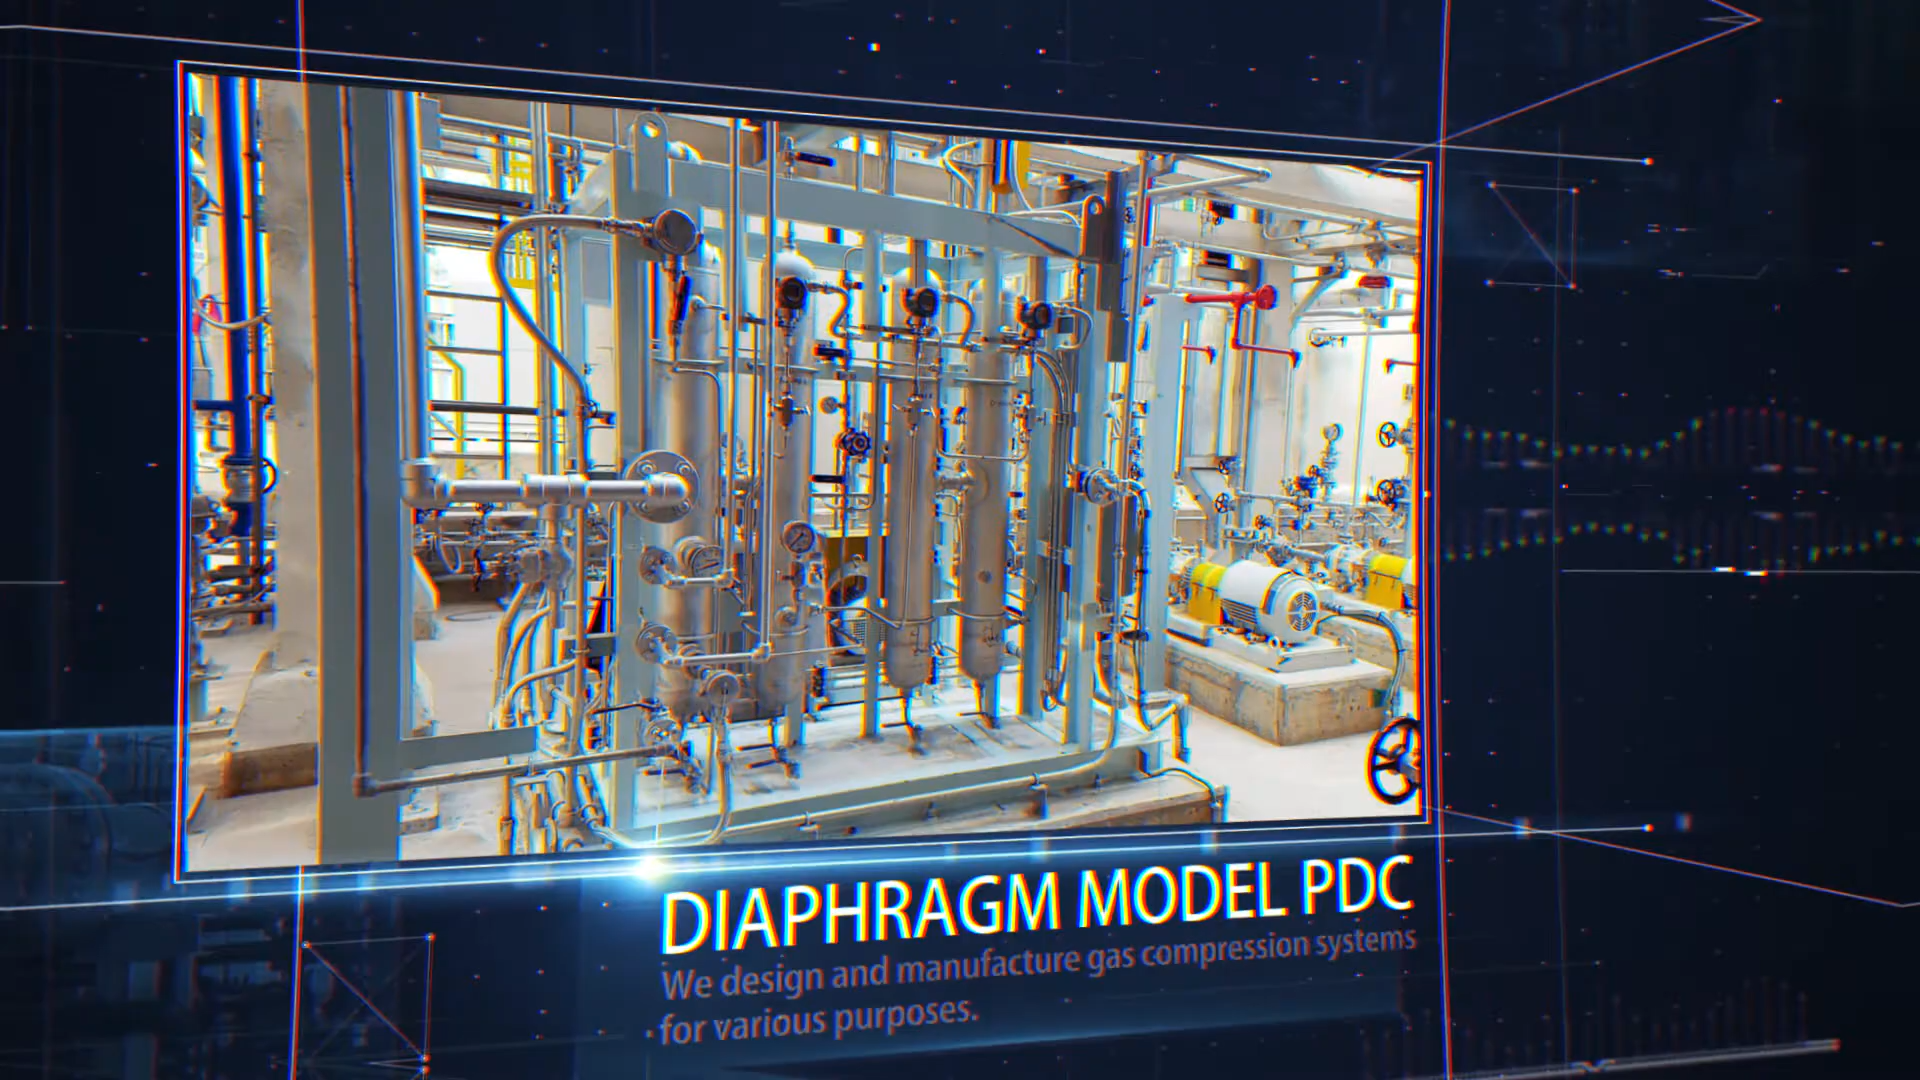 DIAPHRAGM MODEL PDC
We design and manufacture gas compression systems
for various purposes.